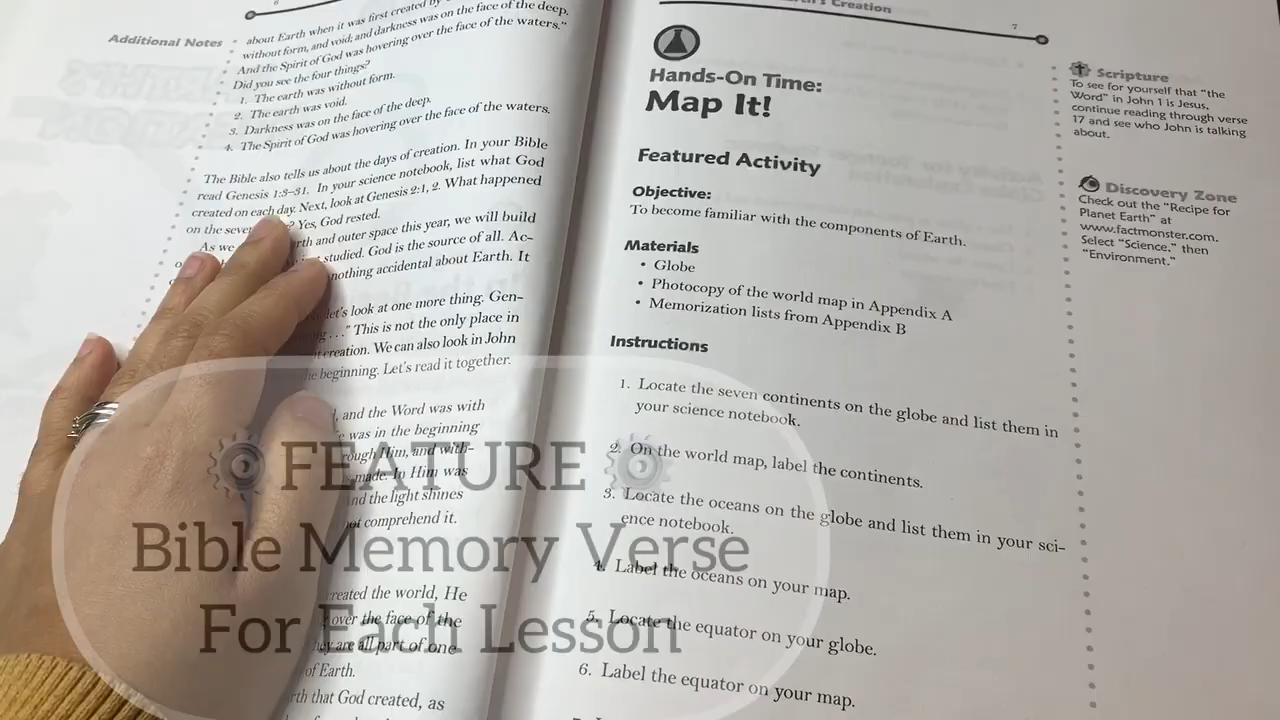 6
Additional Notes
about Earth when it was first created by
without form, and void; and darkness was on the face of the deep.
And the Spirit of God was hovering over the face of the waters."
Did you see the four things?
1. The earth was without form.
2. The earth was void.
3. Darkness was on the face of the deep.
4. The Spirit of God was hovering over the face of the waters.
The Bible also tells us about the days of creation. In your Bible
read Genesis 1:3–31. In your science notebook, list what God
created on each day. Next, look at Genesis 2:1, 2. What happened
on the seve ? Yes, God rested.
As we rth and outer space this year, we will build
studied. God is the source of all. Ac-
nothing accidental about Earth. It
let's look at one more thing. Gen-
ng . . ." This is not the only place in
creation. We can also look in John
he beginning. Let's read it together.
, and the Word was with
e was in the beginning
rough Him, and with-
made. In Him was
nd the light shines
not comprehend it.
created the world, He
over the face of the
hey are all part of one
of Earth.
rth that God created, as
FEATURE
Bible Memory Verse
For Each Lesson
Creation
7
Hands-On Time:
Map It!
Featured Activity
Objective:
To become familiar with the components of Earth.
Materials
• Globe
• Photocopy of the world map in Appendix A
• Memorization lists from Appendix B
Instructions
1. Locate the seven continents on the globe and list them in
your science notebook.
2. On the world map, label the continents.
3. Locate the oceans on the globe and list them in your sci-
ence notebook.
4. Label the oceans on your map.
5. Locate the equator on your globe.
6. Label the equator on your map.
Scripture
To see for yourself that "the
Word" in John 1 is Jesus,
continue reading through verse
17 and see who John is talking
about.
Discovery Zone
Check out the "Recipe for
Planet Earth" at
www.factmonster.com.
Select "Science," then
"Environment."